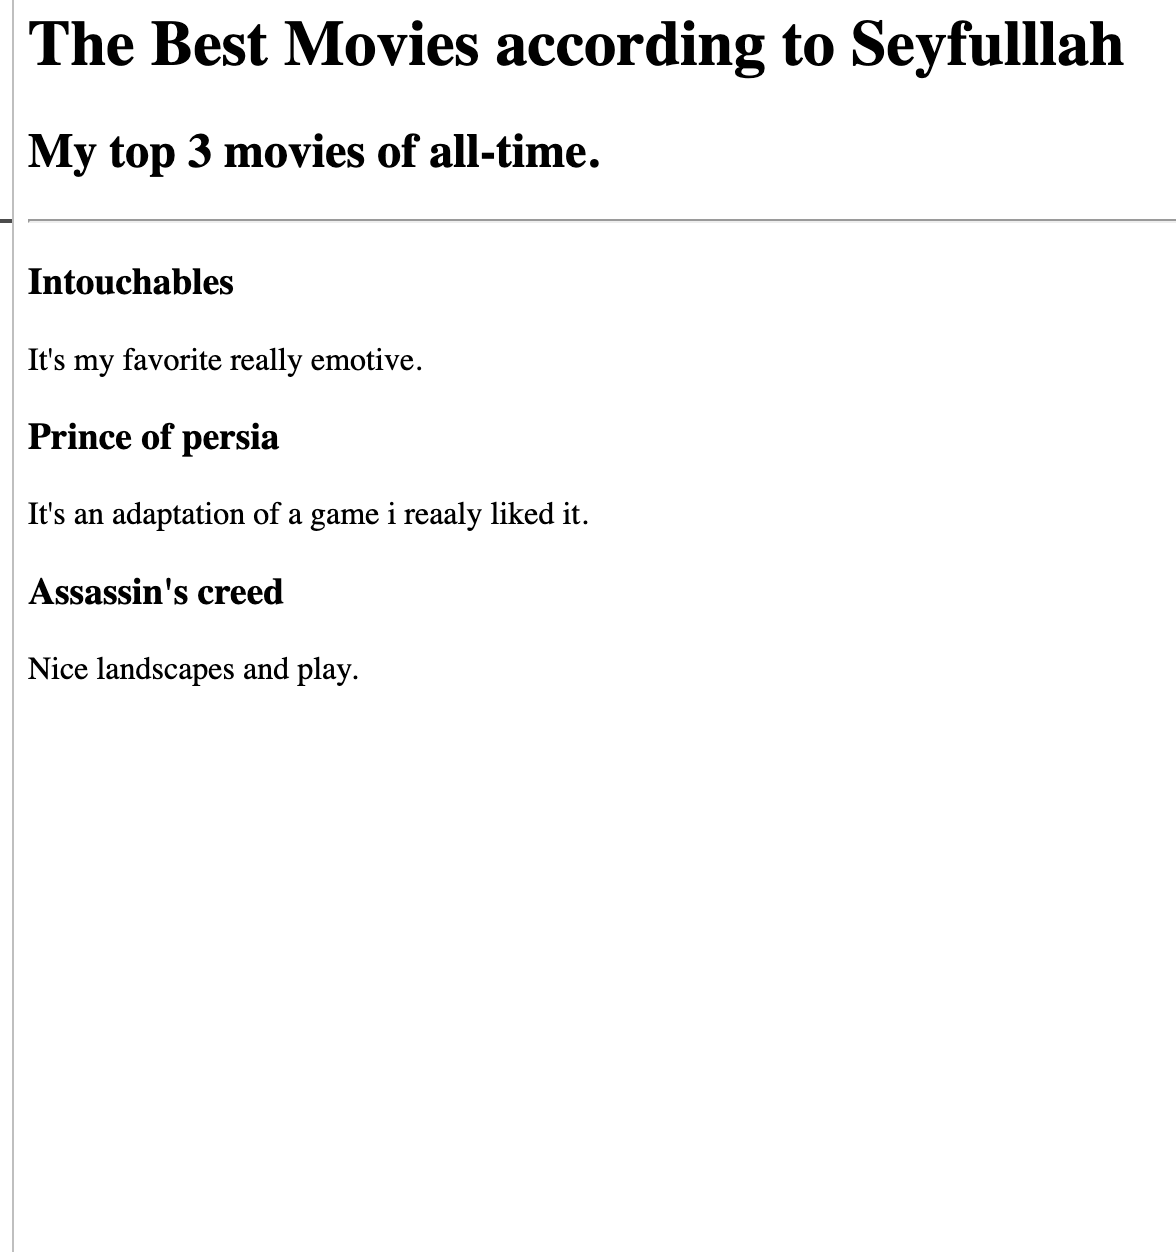 The Best Movies according to Seyfulllah
My top 3 movies of all-time.
Intouchables
It's my favorite really emotive.
Prince of persia
It's an adaptation of a game i reaaly liked it.
Assassin's creed
Nice landscapes and play.